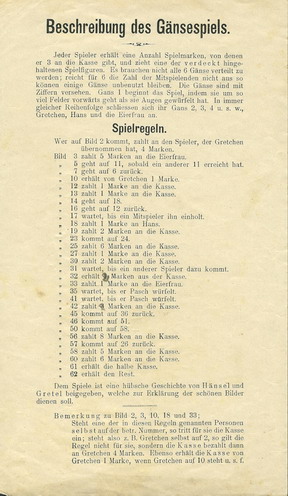 Beschreibung des Gänsespiels.
Jeder Spieler erhält eine Anzahl Spielmarken, von denen
er 3 an die Kasse gibt, und zieht eine der verdeckt hinge-
haltenen Spielfiguren. Es brauchen nicht alle 6 Gänse verteilt zu
werden; reicht für 6 die Zahl der Mitspielenden nicht aus so
können einige Gänse unbenutzt bleiben. Die Gänse sind mit
Ziffern versehen. Gans 1 beginnt das Spiel, indem sie um so
viel Felder vorwärts geht als sie Augen gewürfelt hat. In immer
gleicher Reihenfolge schliessen sich ihr Gans 2, 3, 4 u. s. w.,
Gretchen, Hans und die Eierfrau an.
Spielregeln.
Wer auf Bild 2 kommt, zahlt an den Spieler, der Gretchen
übernommen hat, 4 Marken.
Bild 3 zahlt 5 Marken an die Eierfrau.
„ 5 geht auf 11, sobald ein anderer 11 erreicht hat.
„ 7 geht auf 6 zurück.
„ 10 erhält von Gretchen 1 Marke.
„ 12 zahlt 1 Marke an die Kasse.
„ 13 zahlt 1 Marke an die Kasse.
„ 14 geht auf 18.
„ 16 geht auf 12 zurück.
„ 17 wartet, bis ein Mitspieler ihn einholt.
„ 18 zahlt 1 Marke an Hans.
„ 19 zahlt 2 Marken an die Kasse.
„ 23 kommt auf 24.
„ 25 zahlt 6 Marken an die Kasse.
„ 27 zahlt 1 Marke an die Kasse.
„ 30 zahlt 2 Marken an die Kasse.
„ 31 wartet, bis ein anderer Spieler dazu kommt.
„ 32 erhält Marken aus der Kasse.
„ 33 zahlt 1 Marke an die Eierfrau
„ 35 wartet, bis er Pasch würfelt.
„ 41 wartet, bis er Pasch würfelt.
„ 42 zahlt Marken an die Kasse.
„ 45 kommt auf 36 zurück.
„ 46 kommt auf 51.
„ 50 kommt auf 58.
„ 56 zahlt 8 Marken an die Kasse.
„ 57 kommt auf 26 zurück.
„ 58 zahlt 5 Marken an die Kasse.
„ 60 zahlt 6 Marken an die Kasse.
„ 61 erhält die halbe Kasse.
„ 62 erhält den Rest.
Dem Spiele ist eine hübsche Geschichte von Hänsel und
Gretel beigegeben, welche zur Erklärung der schönen Bilder
dienen soll.
Bemerkung zu Bild 2, 3, 10, 18 und 33;
Steht eine der in diesen Regeln genannten Personen
selbst auf der betr. Nummer, so tritt für sie die Kasse
ein; steht also z. B. Gretchen selbst auf 2, so gilt die
Regel nicht für sie, sondern die Kasse bezahlt dann
an Gretchen 4 Marken. Ebenso erhält die Kasse von
Gretchen 1 Marke, wenn Gretchen auf 10 steht u. s. f.